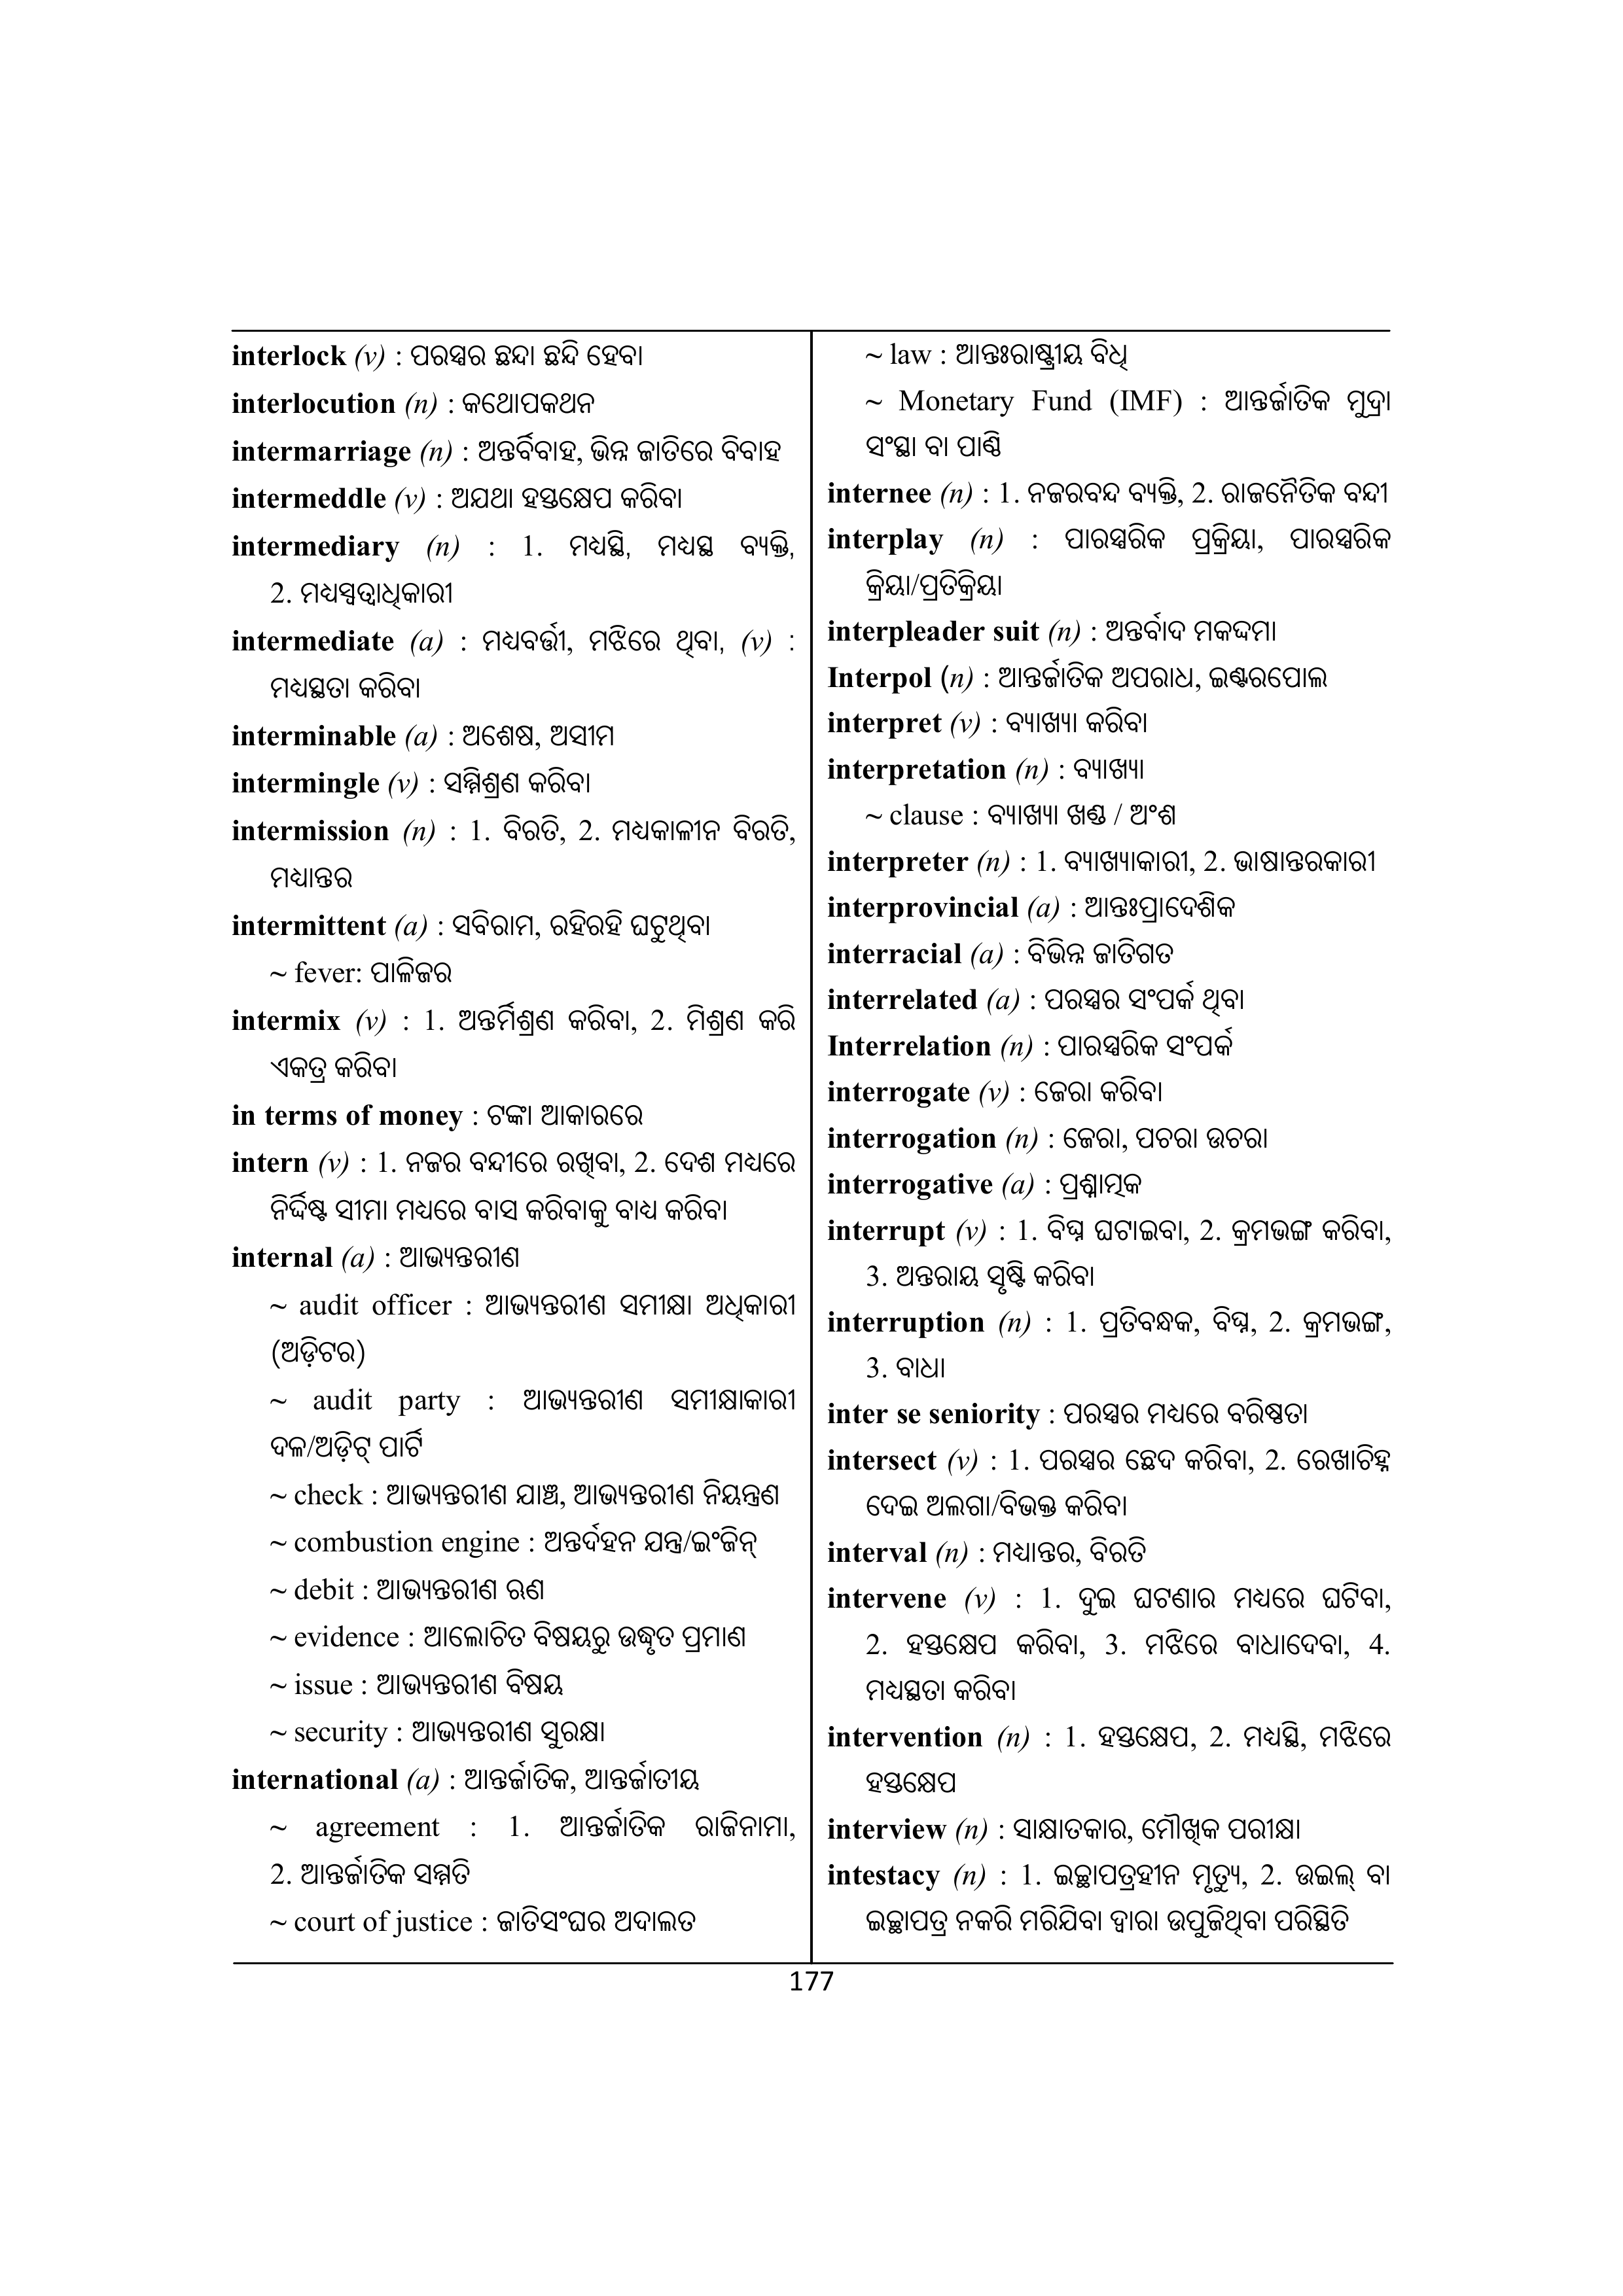 interlock (v) : ପରସ୍ପର ଛନ୍ଦା ଛନ୍ଦି ହେବା
interlocution (n) : କଥୋପକଥନ
intermarriage (n) : ଅନ୍ତର୍ବିବାହ, ଭିନ୍ନ ଜାତିରେ ବିବାହ
intermeddle (v) : ଅଯଥା ହସ୍ତକ୍ଷେପ କରିବା
intermediary (n) : 1. ମଧ୍ୟସ୍ଥି, ମଧ୍ୟସ୍ଥ ବ୍ୟକ୍ତି,
2. ମଧ୍ୟସ୍ୱତ୍ୱାଧିକାରୀ
intermediate (a) : ମଧ୍ୟବର୍ତ୍ତୀ, ମଝିରେ ଥିବା, (v) :
ମଧ୍ୟସ୍ଥତା କରିବା
interminable (a) : ଅଶେଷ, ଅସୀମ
intermingle (v) : ସମ୍ମିଶ୍ରଣ କରିବା
intermission (n) : 1. ବିରତି, 2. ମଧ୍ୟକାଳୀନ ବିରତି,
ମଧ୍ୟାନ୍ତର
intermittent (a) : ସବିରାମ, ରହିରହି ଘଟୁଥିବା
~ fever: ପାଳିଜର
intermix (v) : 1. ଅନ୍ତର୍ମିଶ୍ରଣ କରିବା, 2. ମିଶ୍ରଣ କରି
ଏକତ୍ର କରିବା
in terms of money : ଟଙ୍କା ଆକାରରେ
intern (v) : 1. ନଜର ବନ୍ଦୀରେ ରଖିବା, 2. ଦେଶ ମଧ୍ୟରେ
ନିର୍ଦ୍ଦିଷ୍ଟ ସୀମା ମଧ୍ୟରେ ବାସ କରିବାକୁ ବାଧ୍ୟ କରିବା
internal (a) : ଆଭ୍ୟନ୍ତରୀଣ
~ audit officer : ଆଭ୍ୟନ୍ତରୀଣ ସମୀକ୍ଷା ଅଧିକାରୀ
(ଅଡ଼ିଟର)
~ audit party : ଆଭ୍ୟନ୍ତରୀଣ ସମୀକ୍ଷାକାରୀ
ଦଳ/ଅଡ଼ିଟ୍ ପାର୍ଟି
~ check : ଆଭ୍ୟନ୍ତରୀଣ ଯାଞ୍ଚ, ଆଭ୍ୟନ୍ତରୀଣ ନିୟନ୍ତ୍ରଣ
~ combustion engine : ଅନ୍ତର୍ଦହନ ଯନ୍ତ୍ର/ଇଂଜିନ୍
~ debit : ଆଭ୍ୟନ୍ତରୀଣ ଋଣ
~ evidence : ଆଲୋଚିତ ବିଷୟରୁ ଉଦ୍ଧୃତ ପ୍ରମାଣ
~ issue : ଆଭ୍ୟନ୍ତରୀଣ ବିଷୟ
~ security : ଆଭ୍ୟନ୍ତରୀଣ ସୁରକ୍ଷା
international (a) : ଆନ୍ତର୍ଜାତିକ, ଆନ୍ତର୍ଜାତୀୟ
~ agreement : 1. ଆନ୍ତର୍ଜାତିକ ରାଜିନାମା,
2. ଆନ୍ତର୍ଜାତିକ ସମ୍ମତି
~ court of justice : ଜାତିସଂଘର ଅଦାଲତ
~ law : ଆନ୍ତଃରାଷ୍ଟ୍ରୀୟ ବିଧି
~ Monetary Fund (IMF) : ଆନ୍ତର୍ଜାତିକ ମୁଦ୍ରା
ସଂସ୍ଥା ବା ପାଣ୍ଠି
internee (n) : 1. ନଜରବନ୍ଦ ବ୍ୟକ୍ତି, 2. ରାଜନୈତିକ ବନ୍ଦୀ
interplay (n) : ପାରସ୍ପରିକ ପ୍ରକ୍ରିୟା, ପାରସ୍ପରିକ
କ୍ରିୟା/ପ୍ରତିକ୍ରିୟା
interpleader suit (n) : ଅନ୍ତର୍ବାଦ ମକଦ୍ଦମା
Interpol (n) : ଆନ୍ତର୍ଜାତିକ ଅପରାଧ, ଇଣ୍ଟରପୋଲ
interpret (v) : ବ୍ୟାଖ୍ୟା କରିବା
interpretation (n) : ବ୍ୟାଖ୍ୟା
~ clause : ବ୍ୟାଖ୍ୟା ଖଣ୍ଡ / ଅଂଶ
interpreter (n) : 1. ବ୍ୟାଖ୍ୟାକାରୀ, 2. ଭାଷାନ୍ତରକାରୀ
interprovincial (a) : ଆନ୍ତଃପ୍ରାଦେଶିକ
interracial (a) : ବିଭିନ୍ନ ଜାତିଗତ
interrelated (a) : ପରସ୍ପର ସଂପର୍କ ଥିବା
Interrelation (n) : ପାରସ୍ପରିକ ସଂପର୍କ
interrogate (v) : ଜେରା କରିବା
interrogation (n) : ଜେରା, ପଚରା ଉଚରା
interrogative (a) : ପ୍ରଶ୍ନାତ୍ମକ
interrupt (v) : 1. ବିଘ୍ନ ଘଟାଇବା, 2. କ୍ରମଭଙ୍ଗ କରିବା,
3. ଅନ୍ତରାୟ ସୃଷ୍ଟି କରିବା
interruption (n) : 1. ପ୍ରତିବନ୍ଧକ, ବିଘ୍ନ, 2. କ୍ରମଭଙ୍ଗ,
3. ବାଧା
inter se seniority : ପରସ୍ପର ମଧ୍ୟରେ ବରିଷ୍ଠତା
intersect (v) : 1. ପରସ୍ପର ଛେଦ କରିବା, 2. ରେଖାଚିହ୍ନ
ଦେଇ ଅଲଗା/ବିଭକ୍ତ କରିବା
interval (n) : ମଧ୍ୟାନ୍ତର, ବିରତି
intervene (v) : 1. ଦୁଇ ଘଟଣାର ମଧ୍ୟରେ ଘଟିବା,
2. ହସ୍ତକ୍ଷେପ କରିବା, 3. ମଝିରେ ବାଧାଦେବା, 4.
ମଧ୍ୟସ୍ଥତା କରିବା
intervention (n) : 1. ହସ୍ତକ୍ଷେପ, 2. ମଧ୍ୟସ୍ଥି, ମଝିରେ
ହସ୍ତକ୍ଷେପ
interview (n) : ସାକ୍ଷାତକାର, ମୌଖିକ ପରୀକ୍ଷା
intestacy (n) : 1. ଇଚ୍ଛାପତ୍ରହୀନ ମୃତ୍ୟୁ, 2. ଉଇଲ୍ ବା
ଇଚ୍ଛାପତ୍ର ନକରି ମରିଯିବା ଦ୍ୱାରା ଉପୁଜିଥିବା ପରିସ୍ଥିତି
177